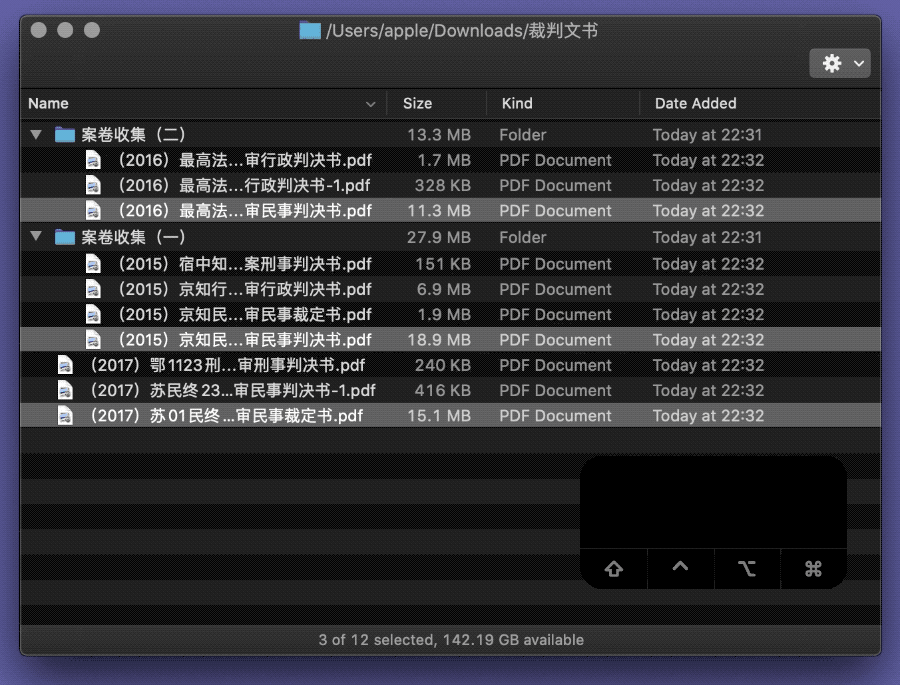 /Users/apple/Downloads/裁判文书
Name Size Kind Date Added
案卷收集（二） 13.3 MB Folder Today at 22:31
（2016）最高法…审行政判决书.pdf 1.7 MB PDF Document Today at 22:32
（2016）最高法…行政判决书-1.pdf 328 KB PDF Document Today at 22:32
（2016）最高法…审民事判决书.pdf 11.3 MB PDF Document Today at 22:32
案卷收集（一） 27.9 MB Folder Today at 22:31
（2015）宿中知…案刑事判决书.pdf 151 KB PDF Document Today at 22:32
（2015）京知行…审行政判决书.pdf 6.9 MB PDF Document Today at 22:32
（2015）京知民…审民事裁定书.pdf 1.9 MB PDF Document Today at 22:32
（2015）京知民…审民事判决书.pdf 18.9 MB PDF Document Today at 22:32
（2017）鄂1123刑…审刑事判决书.pdf 240 KB PDF Document Today at 22:32
（2017）苏民终23…审民事判决书-1.pdf 416 KB PDF Document Today at 22:32
（2017）苏01民终…审民事裁定书.pdf 15.1 MB PDF Document Today at 22:32
3 of 12 selected, 142.19 GB available